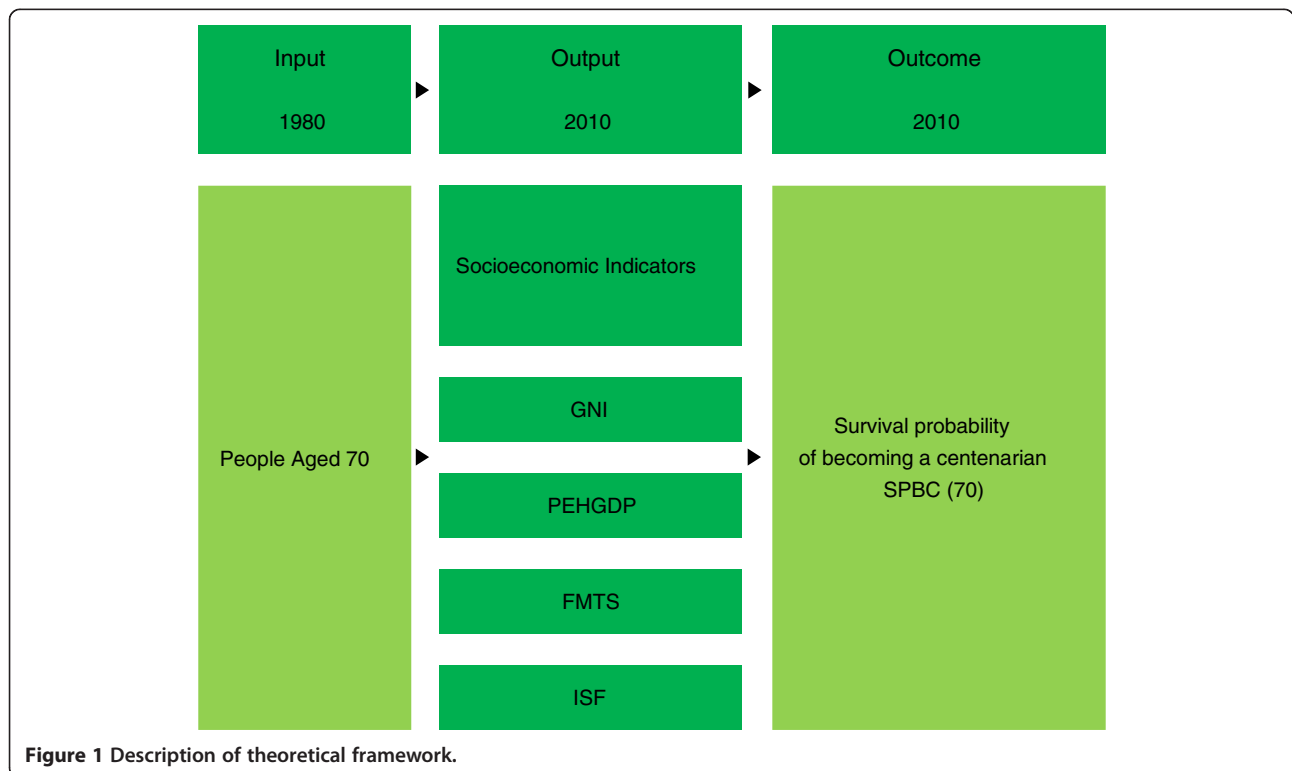 Input
1980
Output
2010
Outcome
2010
People Aged 70
Socioeconomic Indicators
GNI
PEHGDP
FMTS
ISF
Survival probability
of becoming a centenarian
SPBC (70)
Figure 1 Description of theoretical framework.